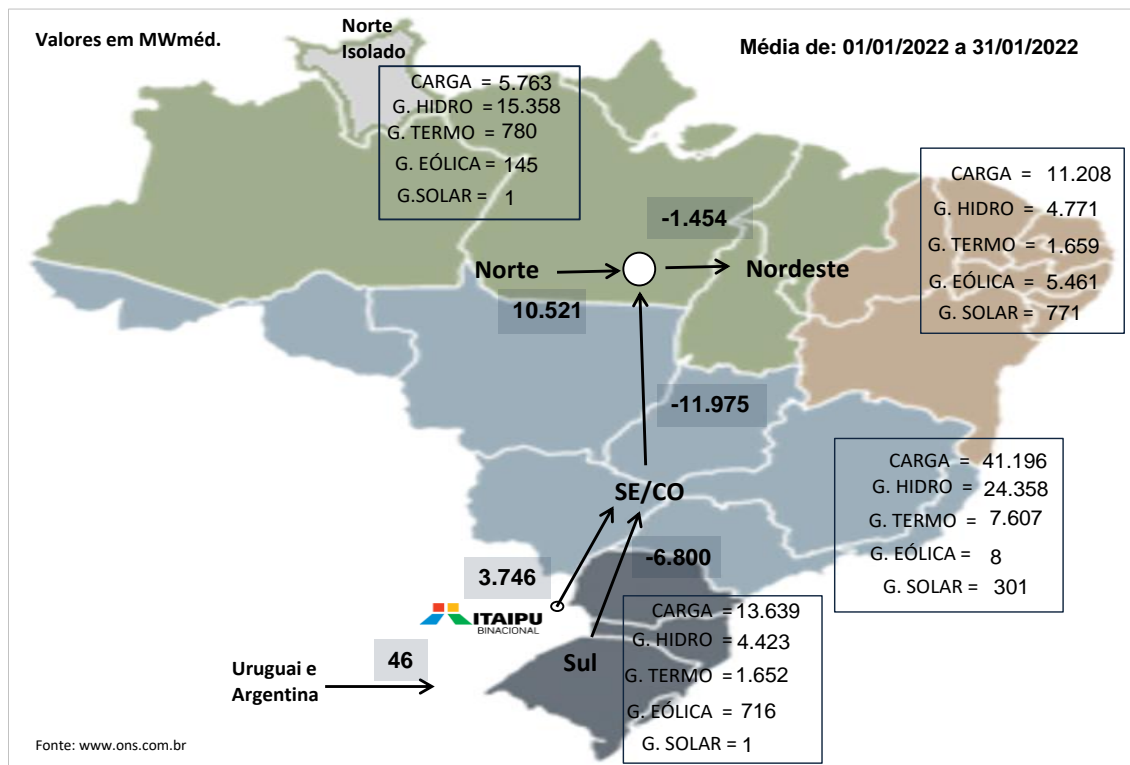 Valores em MWméd.
Norte
Isolado
Média de: 01/01/2022 a 31/01/2022
CARGA = 5.763
G. HIDRO = 15.358
G. TERMO = 780
G. EÓLICA = 145
G.SOLAR = 1
CARGA = 11.208
G. HIDRO = 4.771
G. TERMO = 1.659
G. EÓLICA = 5.461
G. SOLAR = 771
-1.454
Norte
Nordeste
10.521
-11.975
CARGA = 41.196
G. HIDRO = 24.358
G. TERMO = 7.607
G. EÓLICA = 8
G. SOLAR = 301
SE/CO
-6.800
3.746
ITAIPU
BINACIONAL
CARGA = 13.639
G. HIDRO = 4.423
G. TERMO = 1.652
G. EÓLICA = 716
G. SOLAR = 1
Sul
46
Uruguai e
Argentina
Fonte: www.ons.com.br